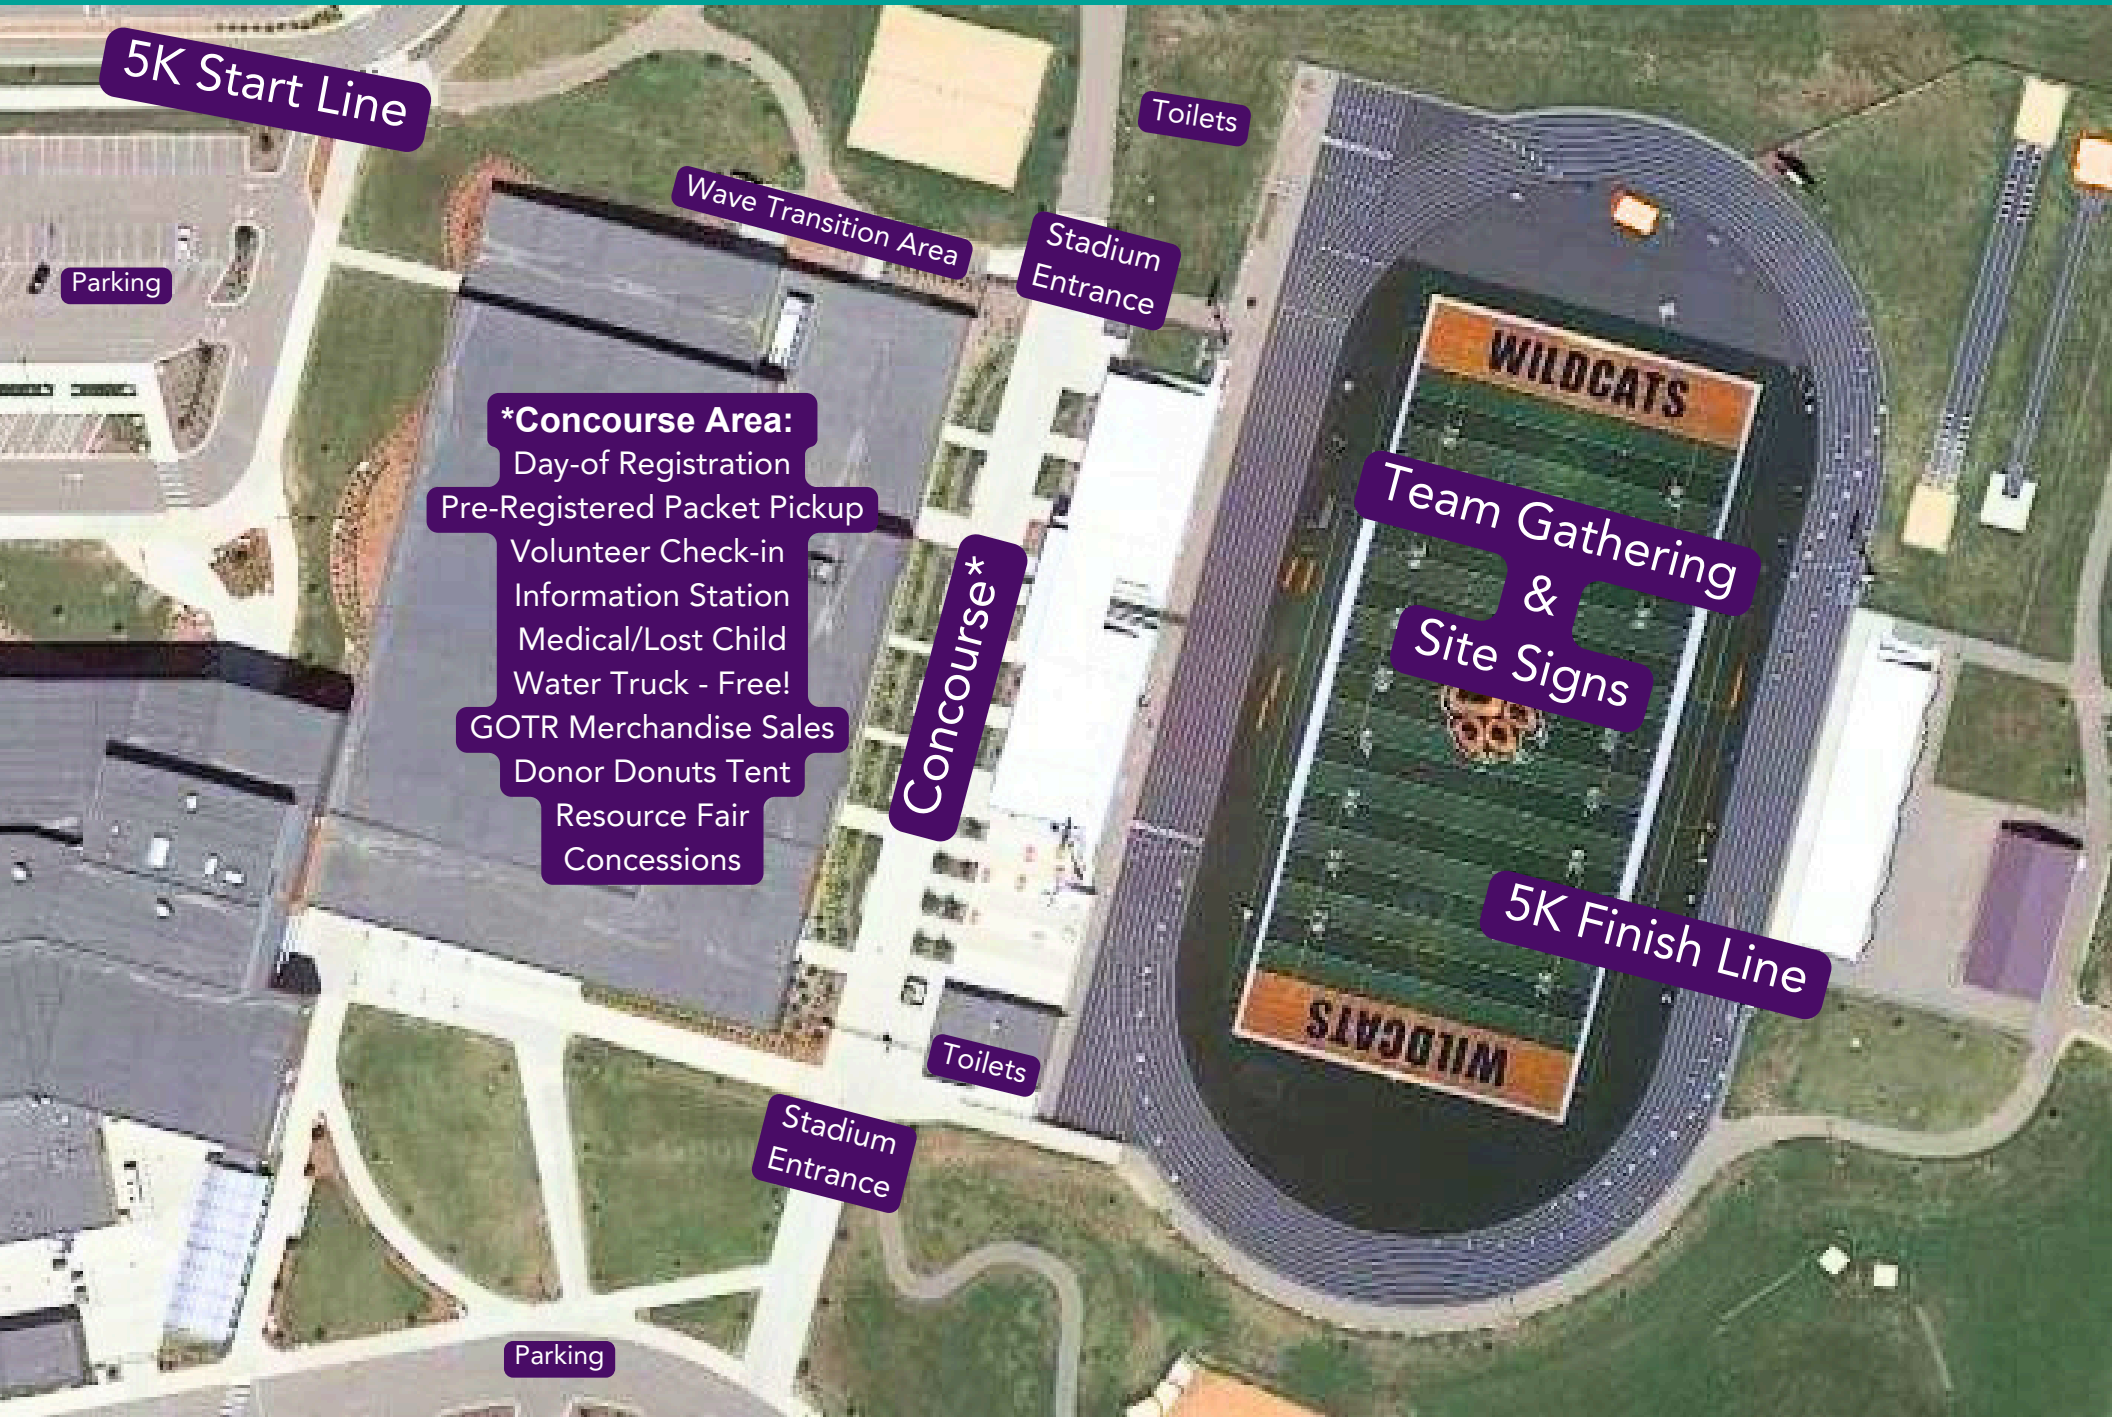 5K Start Line
Toilets
Wave Transition Area
Stadium
Entrance
Parking
WILDCATS
*Concourse Area:
Day-of Registration
Pre-Registered Packet Pickup
Volunteer Check-in
Information Station
Medical/Lost Child
Water Truck - Free!
GOTR Merchandise Sales
Donor Donuts Tent
Resource Fair
Concessions
Concourse*
Team Gathering
&
Site Signs
5K Finish Line
WILDCATS
Toilets
Stadium
Entrance
Parking